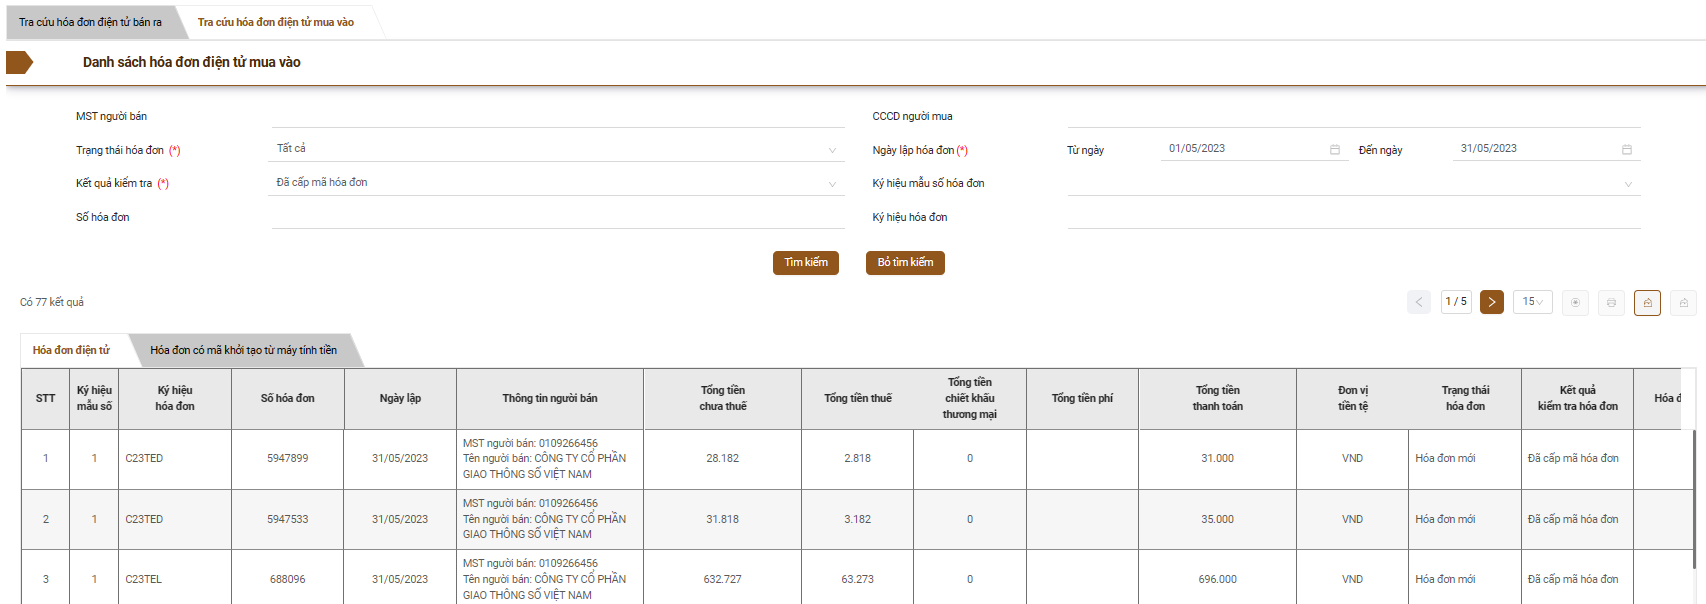 Tra cứu hóa đơn điện tử bán ra
Tra cứu hóa đơn điện tử mua vào
Danh sách hóa đơn điện tử mua vào
MST người bán
CCCD người mua
Trạng thái hóa đơn (*)
Tất cả
Ngày lập hóa đơn (*)
Từ ngày
01/05/2023
Đến ngày
31/05/2023
Kết quả kiểm tra (*)
Đã cấp mã hóa đơn
Ký hiệu mẫu số hóa đơn
Số hóa đơn
Ký hiệu hóa đơn
Tìm kiếm
Bỏ tìm kiếm
Có 77 kết quả
1 / 5
15
Hóa đơn điện tử
Hóa đơn có mã khởi tạo từ máy tính tiền
STT
Ký hiệu
mẫu số
Ký hiệu
hóa đơn
Số hóa đơn
Ngày lập
Thông tin người bán
Tổng tiền
chưa thuế
Tổng tiền thuế
Tổng tiền
chiết khấu
thương mại
Tổng tiền phí
Tổng tiền
thanh toán
Đơn vị
tiền tệ
Trạng thái
hóa đơn
Kết quả
kiểm tra hóa đơn
Hóa đ
1
1
C23TED
5947899
31/05/2023
MST người bán: 0109266456
Tên người bán: CÔNG TY CỔ PHẦN
GIAO THÔNG SỐ VIỆT NAM
28.182
2.818
0
31.000
VND
Hóa đơn mới
Đã cấp mã hóa đơn
2
1
C23TED
5947533
31/05/2023
MST người bán: 0109266456
Tên người bán: CÔNG TY CỔ PHẦN
GIAO THÔNG SỐ VIỆT NAM
31.818
3.182
0
35.000
VND
Hóa đơn mới
Đã cấp mã hóa đơn
3
1
C23TEL
688096
31/05/2023
MST người bán: 0109266456
Tên người bán: CÔNG TY CỔ PHẦN
GIAO THÔNG SỐ VIỆT NAM
632.727
63.273
0
696.000
VND
Hóa đơn mới
Đã cấp mã hóa đơn